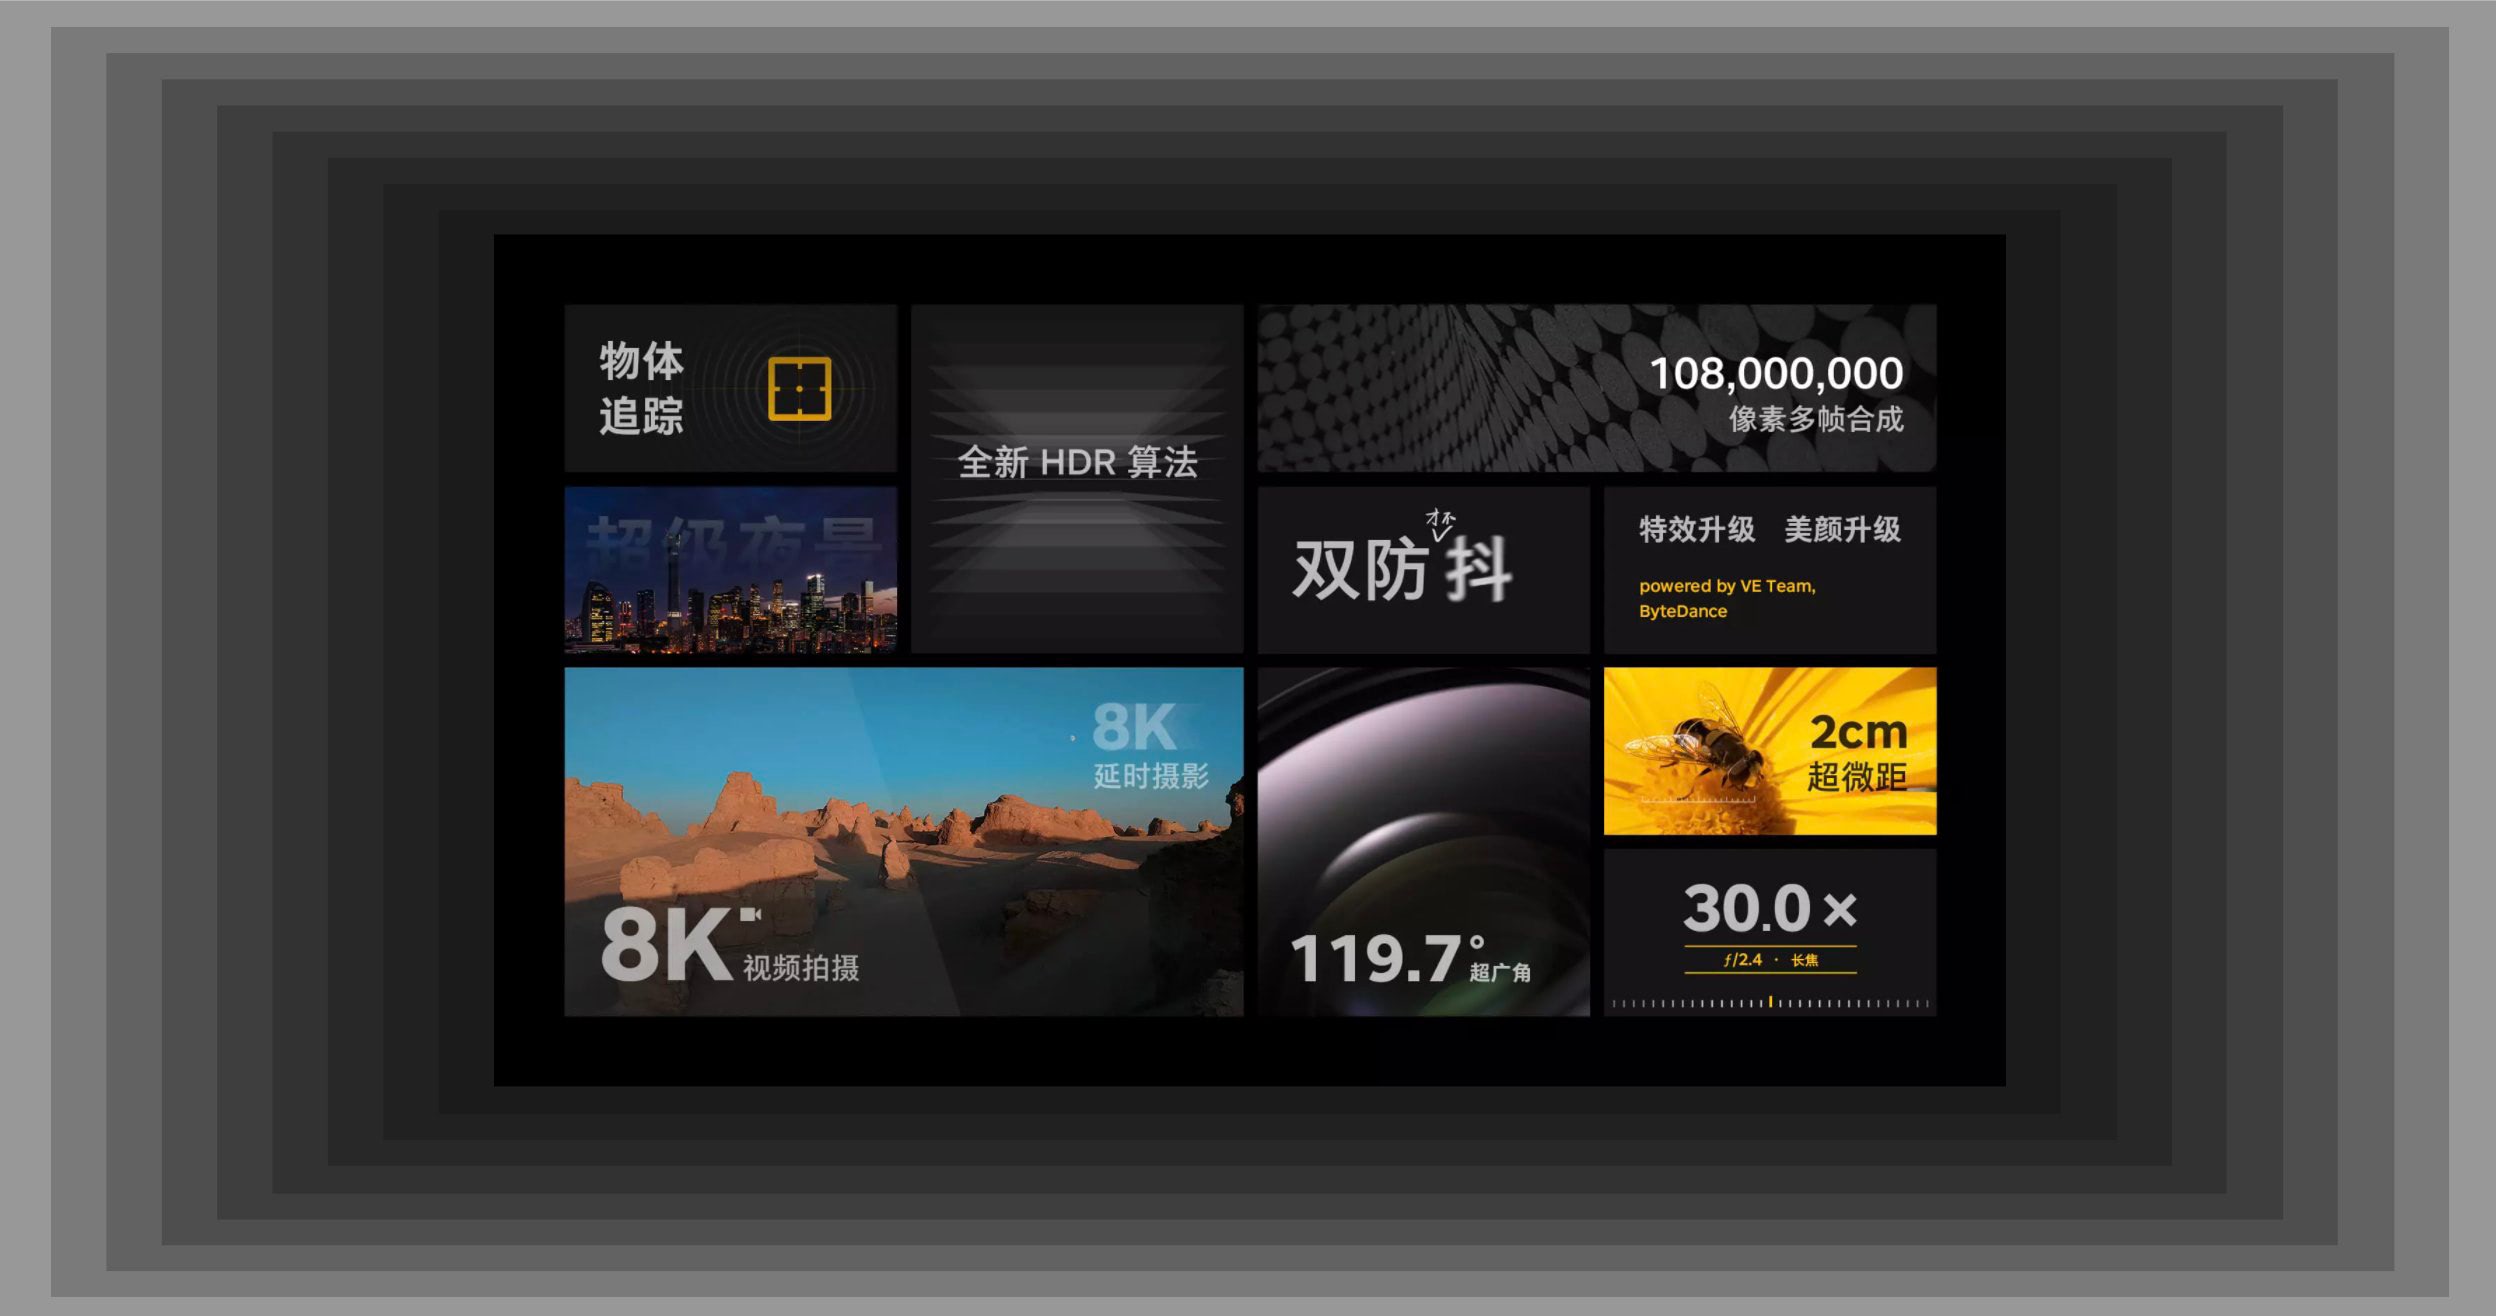 物体
追踪
全新 HDR 算法
108,000,000
像素多帧合成
超级夜景
才不
双防抖
特效升级 美颜升级
powered by VE Team,
ByteDance
8K
延时摄影
8K
视频拍摄
119.7°
超广角
2cm
超微距
30.0×
ƒ/2.4 · 长焦